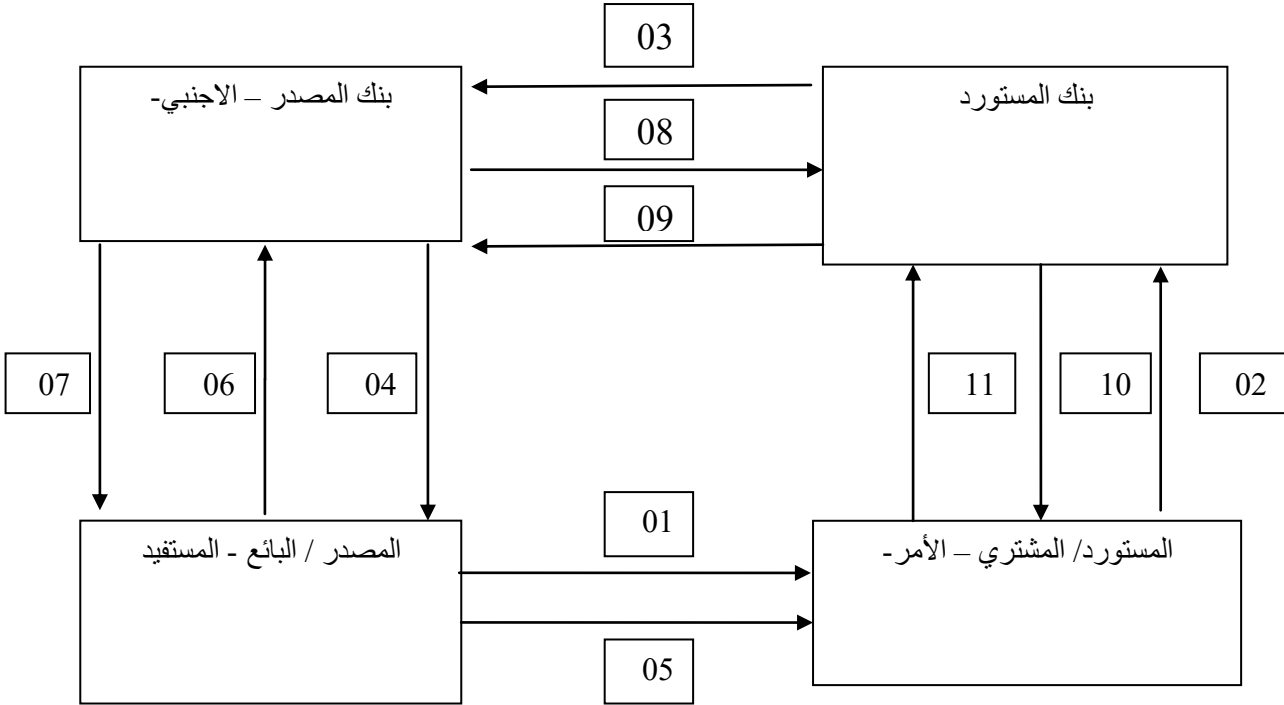 03
بنك المصدر – الاجنبي-
بنك المستورد
08
09
07
06
04
11
10
02
01
المصدر / البائع - المستفيد
المستورد/ المشتري – الأمر-
05